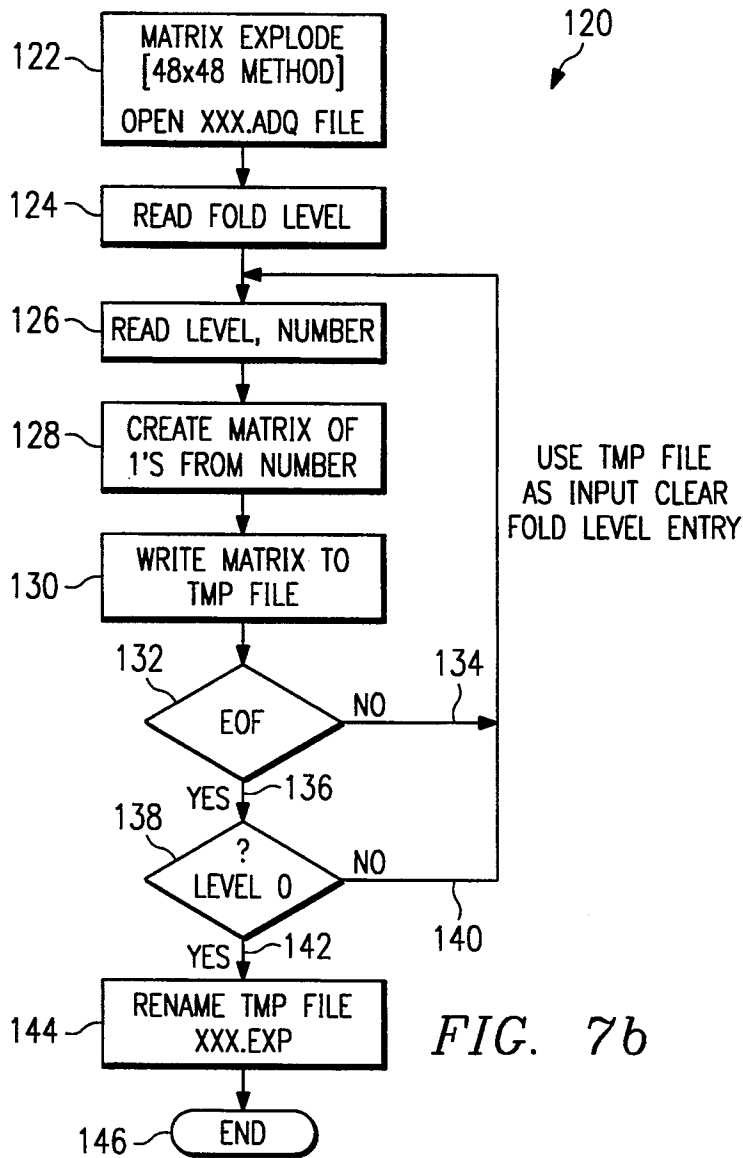 120
122
MATRIX EXPLODE
[48x48 METHOD]
OPEN XXX.ADQ FILE
124
READ FOLD LEVEL
126
READ LEVEL, NUMBER
128
CREATE MATRIX OF
1'S FROM NUMBER
USE TMP FILE
AS INPUT CLEAR
FOLD LEVEL ENTRY
130
WRITE MATRIX TO
TMP FILE
132
EOF
NO
134
YES
136
138
?
LEVEL 0
NO
140
YES
142
144
RENAME TMP FILE
XXX.EXP
FIG. 7b
146
END